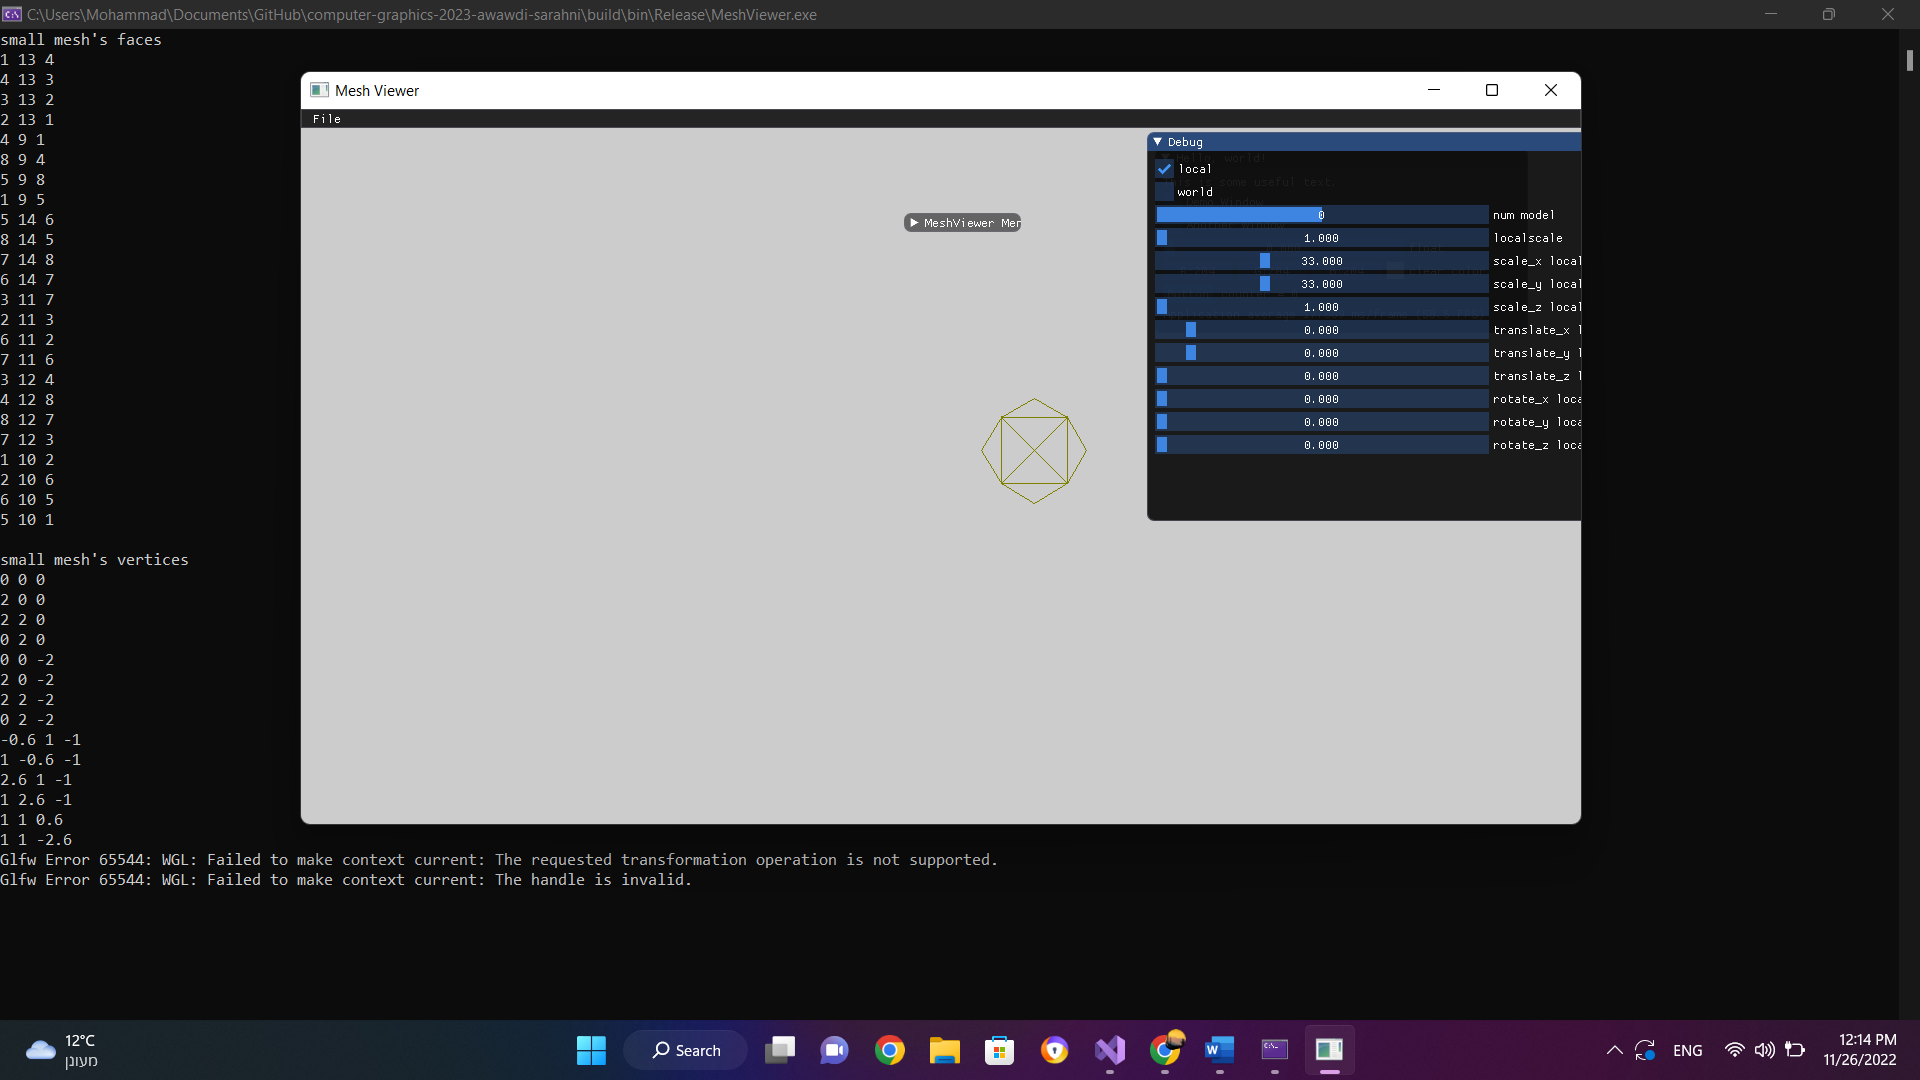 C:\Users\Mohammad\Documents\GitHub\computer-graphics-2023-awawdi-sarahni\build\bin\Release\MeshViewer.exe
small mesh's faces
1 13 4
4 13 3
3 13 2
2 13 1
4 9 1
8 9 4
5 9 8
1 9 5
5 14 6
8 14 5
7 14 8
6 14 7
3 11 7
2 11 3
6 11 2
7 11 6
3 12 4
4 12 8
8 12 7
7 12 3
1 10 2
2 10 6
6 10 5
5 10 1
small mesh's vertices
0 0 0
2 0 0
2 2 0
0 2 0
0 0 -2
2 0 -2
2 2 -2
0 2 -2
-0.6 1 -1
1 -0.6 -1
2.6 1 -1
1 2.6 -1
1 1 0.6
1 1 -2.6
Glfw Error 65544: WGL: Failed to make context current: The requested transformation operation is not supported.
Glfw Error 65544: WGL: Failed to make context current: The handle is invalid.
Mesh Viewer
File
MeshViewer Mer
Debug
Hello, world!
local
some useful text.
world
Demo Window
0 num model
1.000 localscale
33.000 scale_x local
33.000 scale_y local
1.000 scale_z local
0.000 translate_x l
0.000 translate_y l
0.000 translate_z l
0.000 rotate_x loca
0.000 rotate_y loca
0.000 rotate_z loca
12°C
מעונן
Search
ENG
12:14 PM
11/26/2022